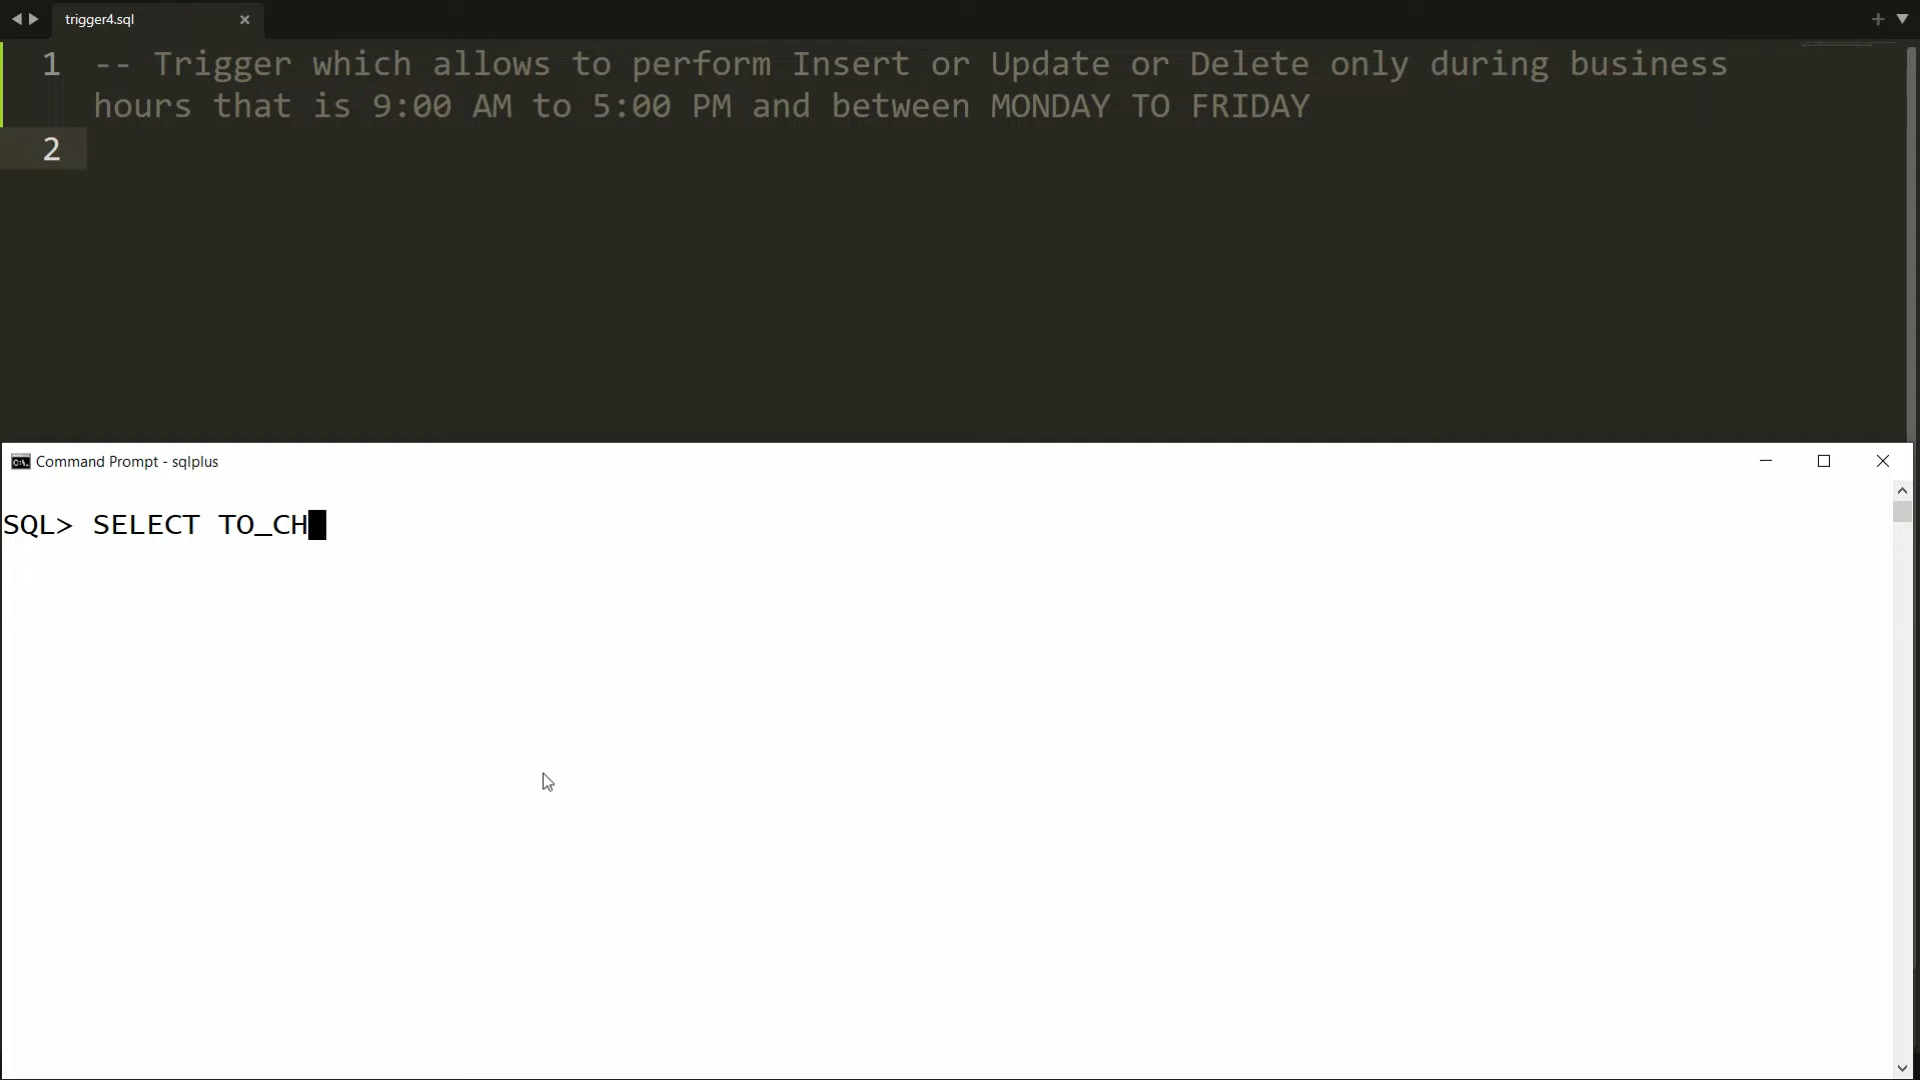 trigger4.sql
1 -- Trigger which allows to perform Insert or Update or Delete only during business
hours that is 9:00 AM to 5:00 PM and between MONDAY TO FRIDAY
2
Command Prompt - sqlplus
SQL> SELECT TO_CH